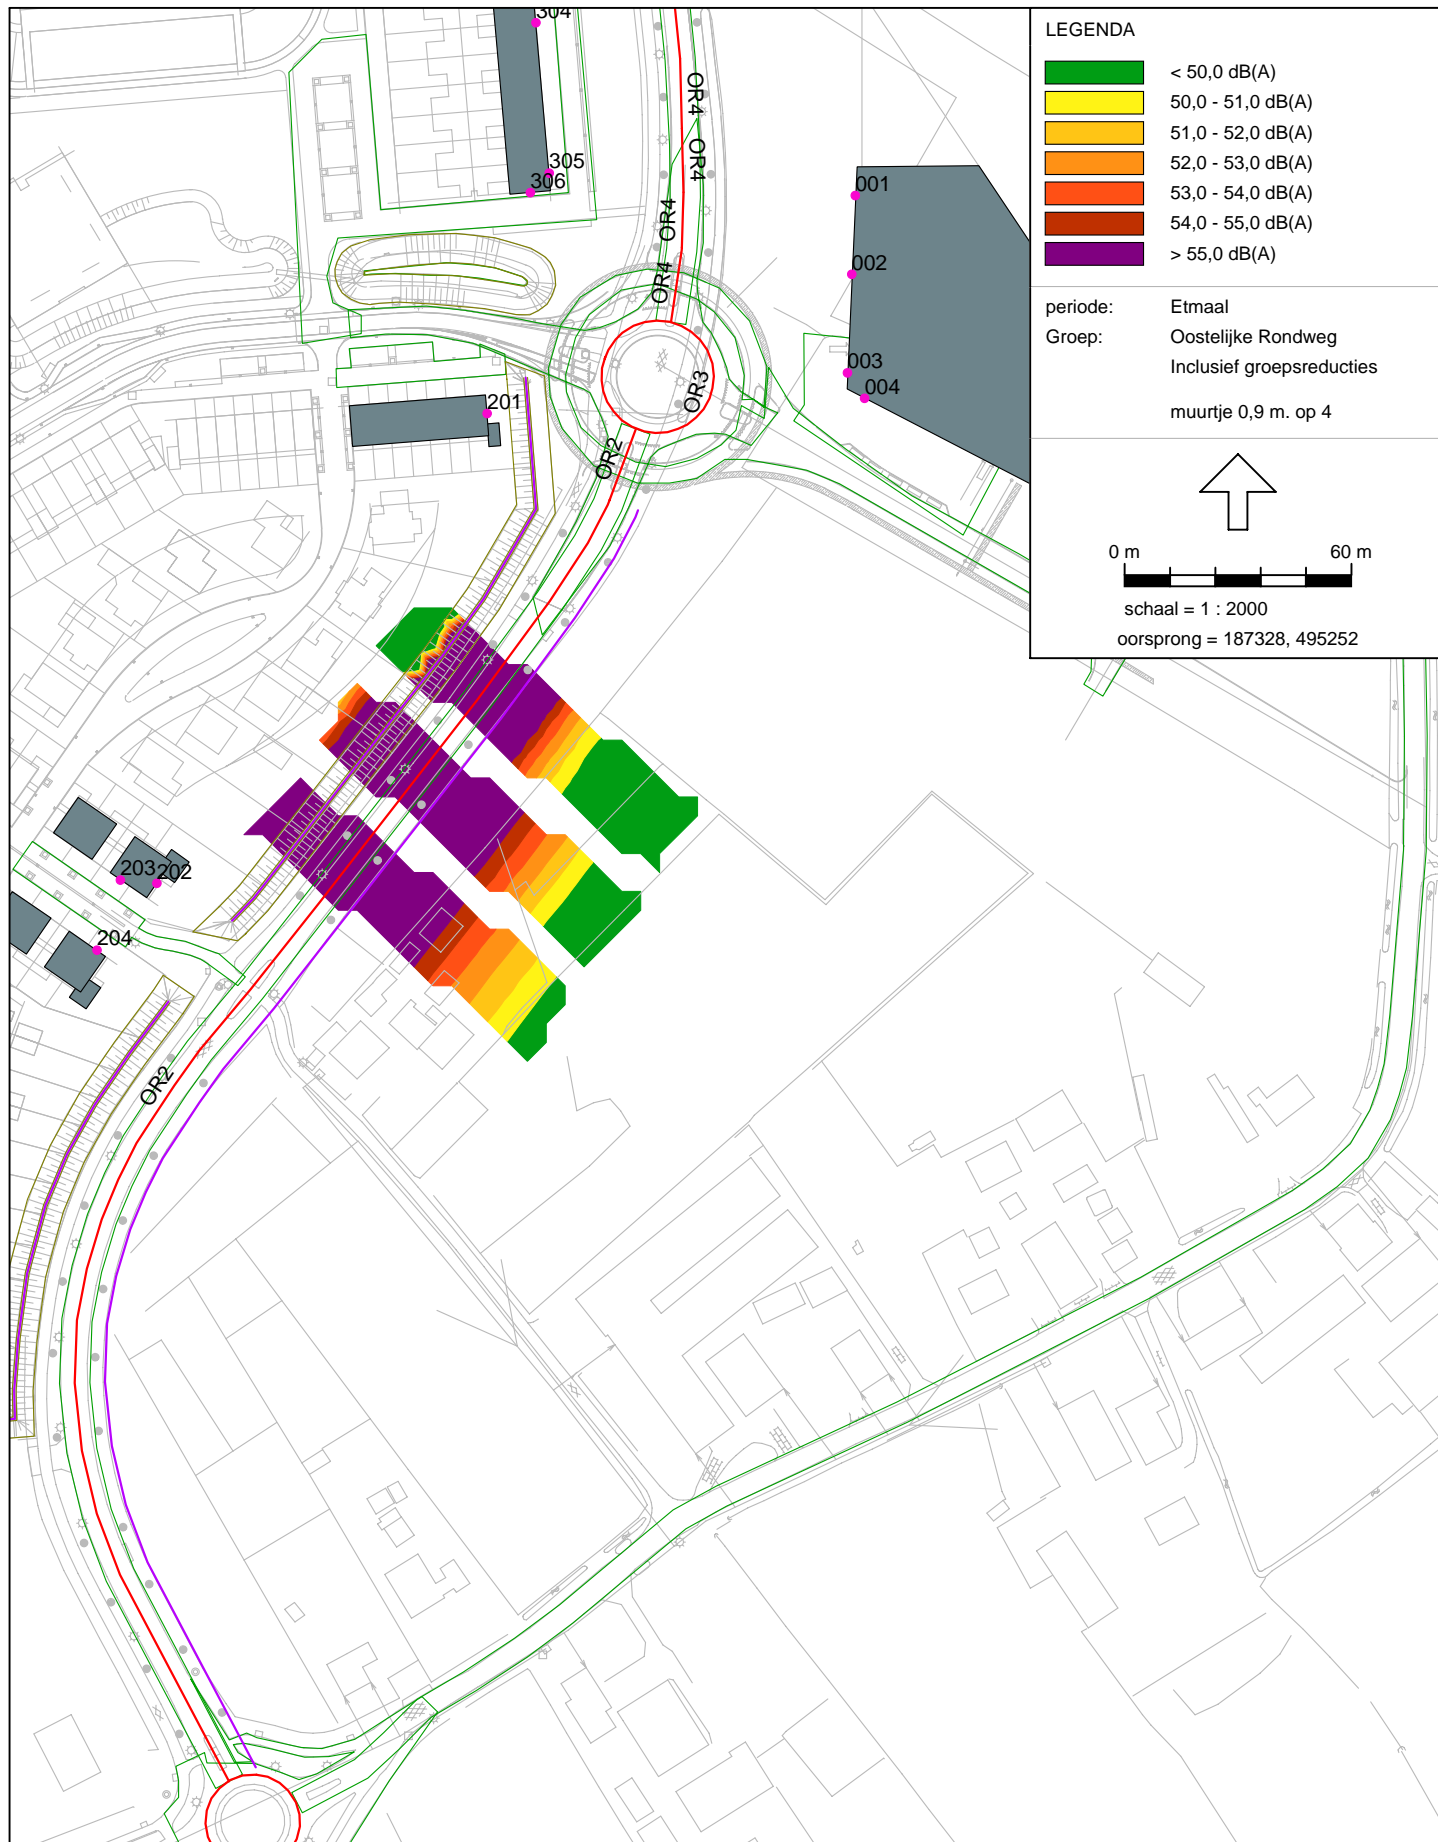 304
305
306
OR4
OR4
OR4
OR4
001
002
003
004
OR3
OR2
201
203
202
204
OR2
LEGENDA
< 50,0 dB(A)
50,0 - 51,0 dB(A)
51,0 - 52,0 dB(A)
52,0 - 53,0 dB(A)
53,0 - 54,0 dB(A)
54,0 - 55,0 dB(A)
> 55,0 dB(A)
periode: Etmaal
Groep: Oostelijke Rondweg
Inclusief groepsreducties
muurtje 0,9 m. op 4
0 m 60 m
schaal = 1 : 2000
oorsprong = 187328, 495252